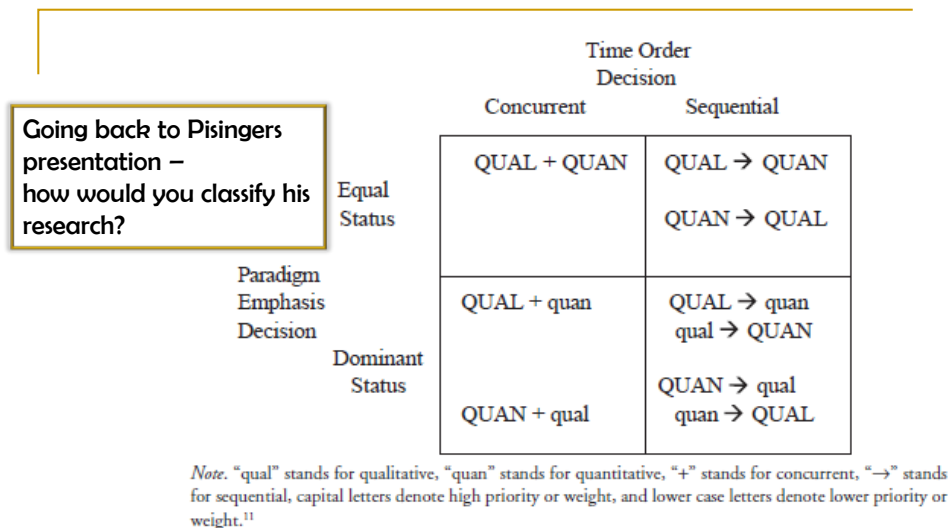 Going back to Pisingers
presentation –
how would you classify his
research?
Time Order
Decision
Concurrent Sequential
Equal
Status
QUAL + QUAN QUAL → QUAN
QUAN → QUAL
Paradigm
Emphasis
Decision
Dominant
Status
QUAL + quan QUAL → quan
qual → QUAN
QUAN → qual
QUAN + qual quan → QUAL
Note. “qual” stands for qualitative, “quan” stands for quantitative, “+” stands for concurrent, “→” stands
for sequential, capital letters denote high priority or weight, and lower case letters denote lower priority or
weight.¹¹